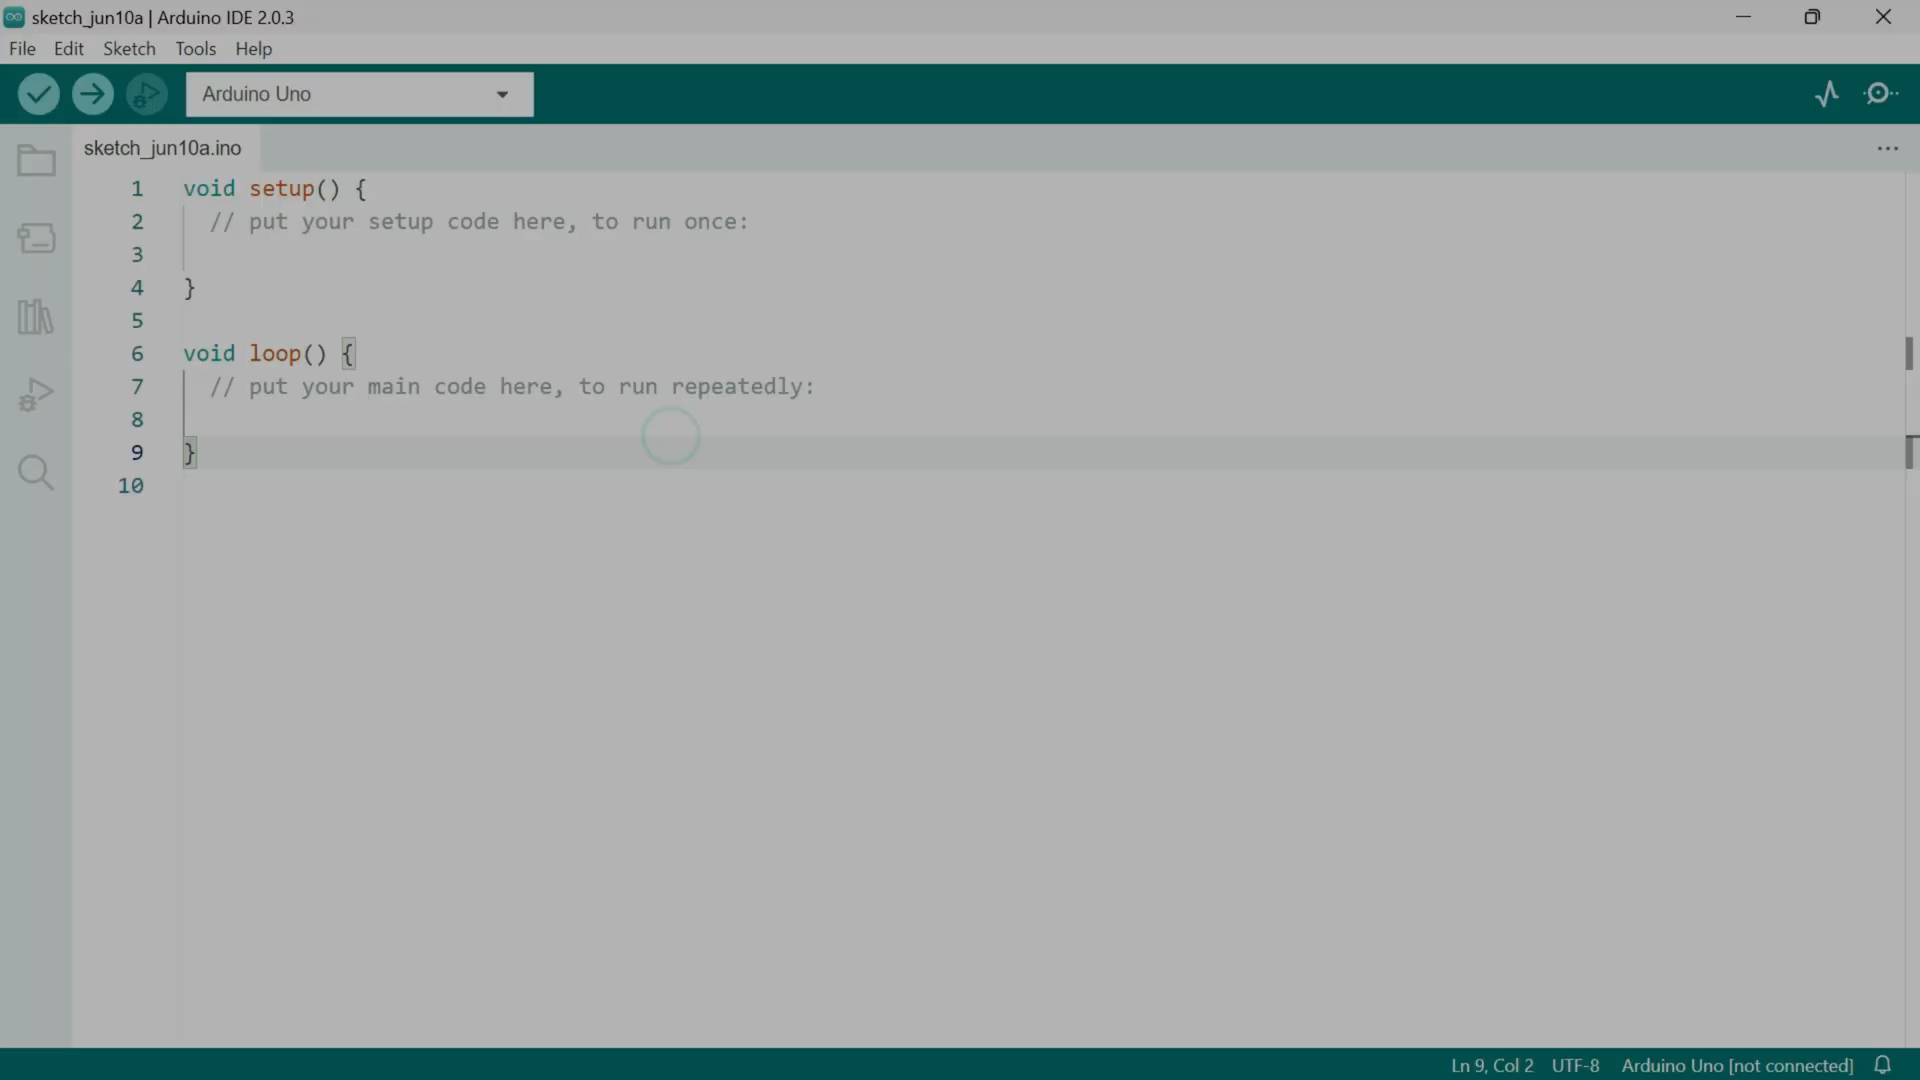 sketch_jun10a | Arduino IDE 2.0.3
File Edit Sketch Tools Help
Arduino Uno
sketch_jun10a.ino
1 void setup() {
2 // put your setup code here, to run once:
3
4 }
5
6 void loop() {
7 // put your main code here, to run repeatedly:
8
9 }
10
Ln 9, Col 2 UTF-8 Arduino Uno [not connected]